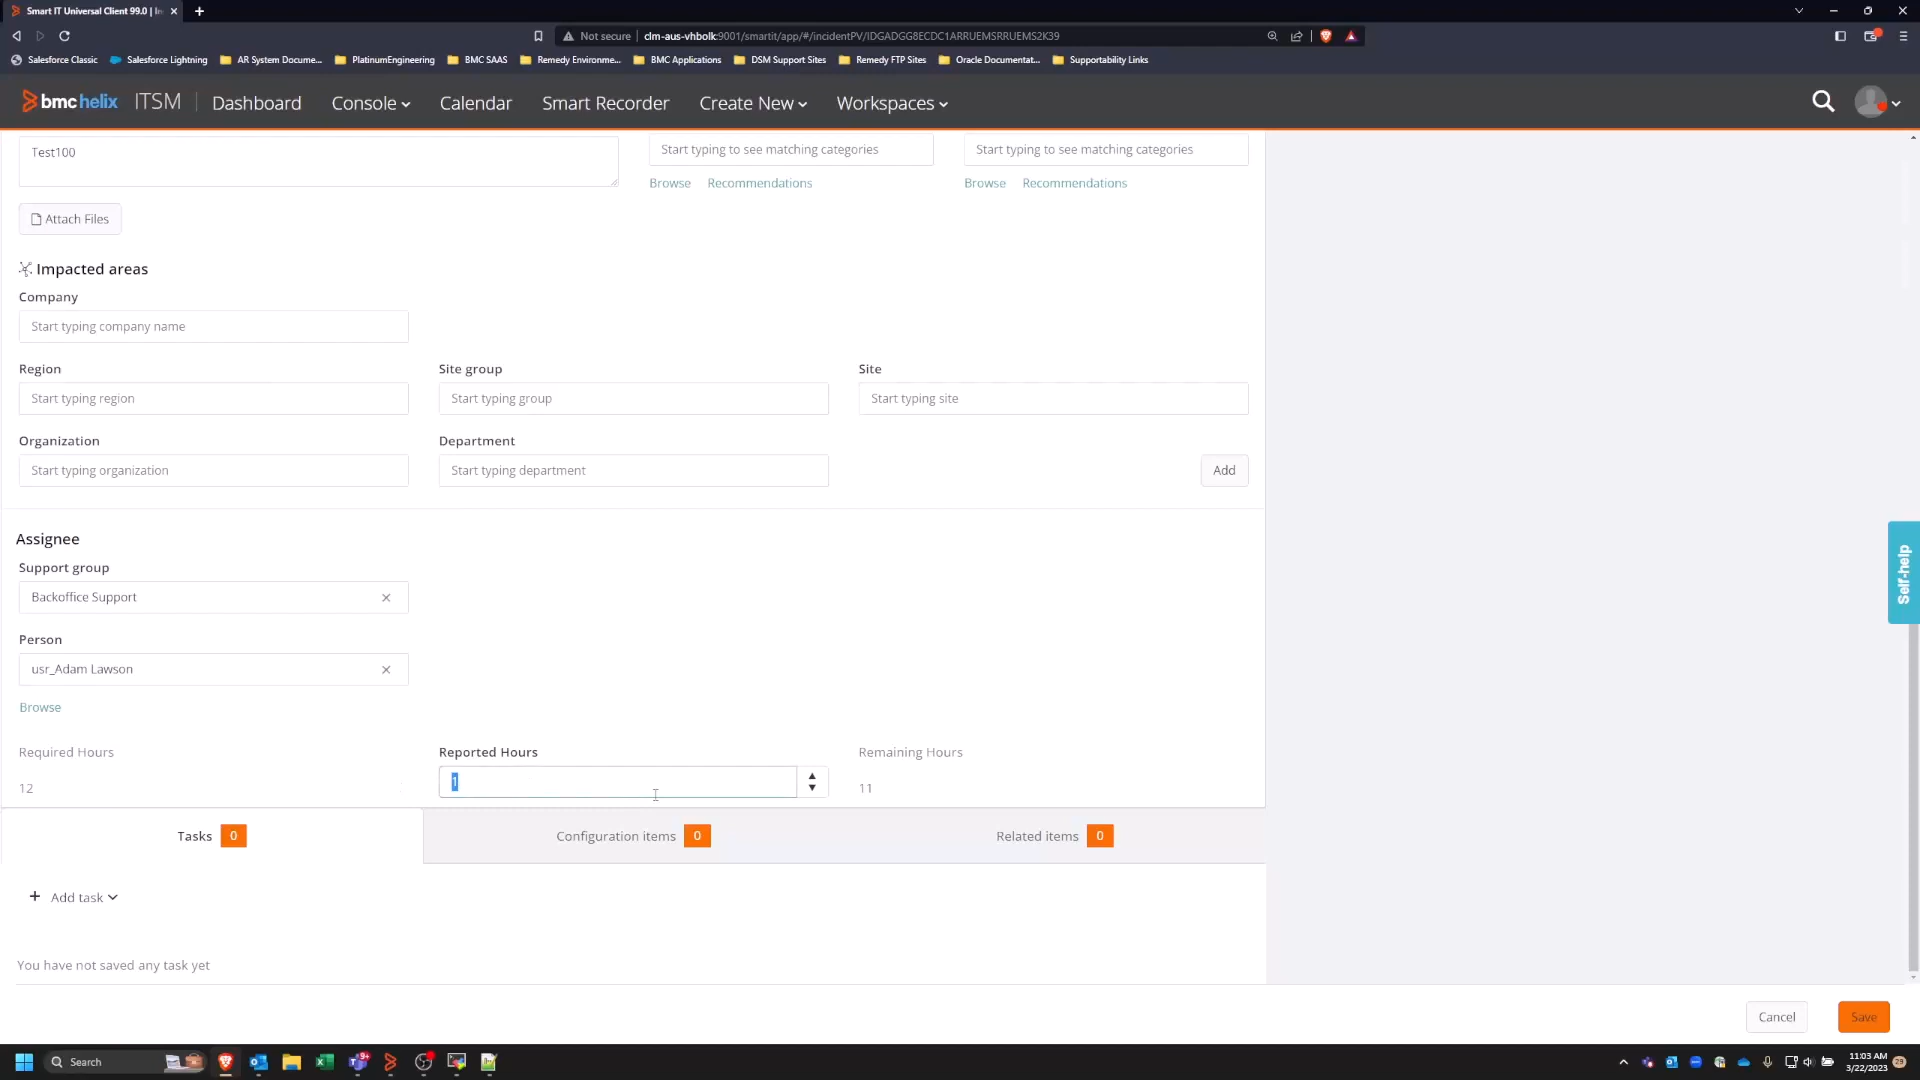 Smart IT Universal Client 99.0 | In
Not secure
clm-aus-vhbolk:9001/smartit/app/#/incidentPV/IDGADGG8ECDC1ARRUEMSRRUEMS2K39
Salesforce Classic
Salesforce Lightning
AR System Docume...
PlatinumEngineering
BMC SAAS
Remedy Environme...
BMC Applications
DSM Support Sites
Remedy FTP Sites
Oracle Documentat...
Supportability Links
bmc helix
ITSM
Dashboard
Console
Calendar
Smart Recorder
Create New
Workspaces
Test100
Start typing to see matching categories
Start typing to see matching categories
Browse
Recommendations
Browse
Recommendations
Attach Files
Impacted areas
Company
Start typing company name
Region
Site group
Site
Start typing region
Start typing group
Start typing site
Organization
Department
Start typing organization
Start typing department
Add
Assignee
Support group
Backoffice Support
Person
usr_Adam Lawson
Browse
Required Hours
Reported Hours
Remaining Hours
12
1
11
Tasks 0
Configuration items 0
Related items 0
+ Add task
You have not saved any task yet
Self-help
Cancel
Save
Search
9+
11:03 AM
3/22/2023
29